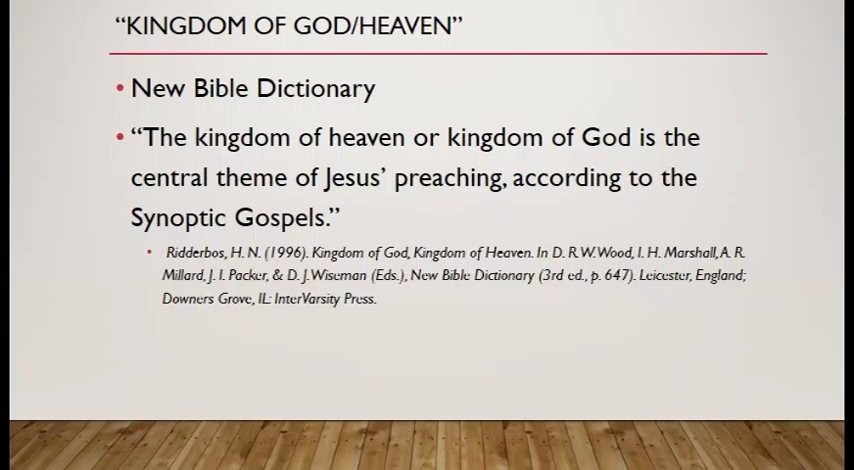 “KINGDOM OF GOD/HEAVEN”
• New Bible Dictionary
• “The kingdom of heaven or kingdom of God is the
central theme of Jesus’ preaching, according to the
Synoptic Gospels.”
• Ridderbos, H. N. (1996). Kingdom of God, Kingdom of Heaven. In D. R. W. Wood, I. H. Marshall, A. R.
Millard, J. I. Packer, & D. J. Wiseman (Eds.), New Bible Dictionary (3rd ed., p. 647). Leicester, England;
Downers Grove, IL: InterVarsity Press.